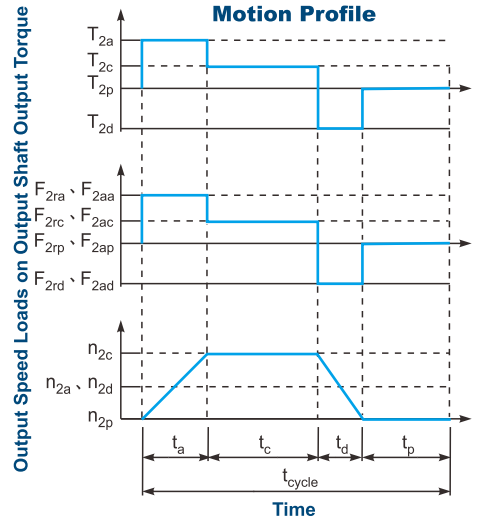 Motion Profile
Output Speed Loads on Output Shaft Output Torque
T2a
T2c
T2p
T2d
F2ra、F2aa
F2rc、F2ac
F2rp、F2ap
F2rd、F2ad
n2c
n2a、n2d
n2p
ta tc td tp
tcycle
Time